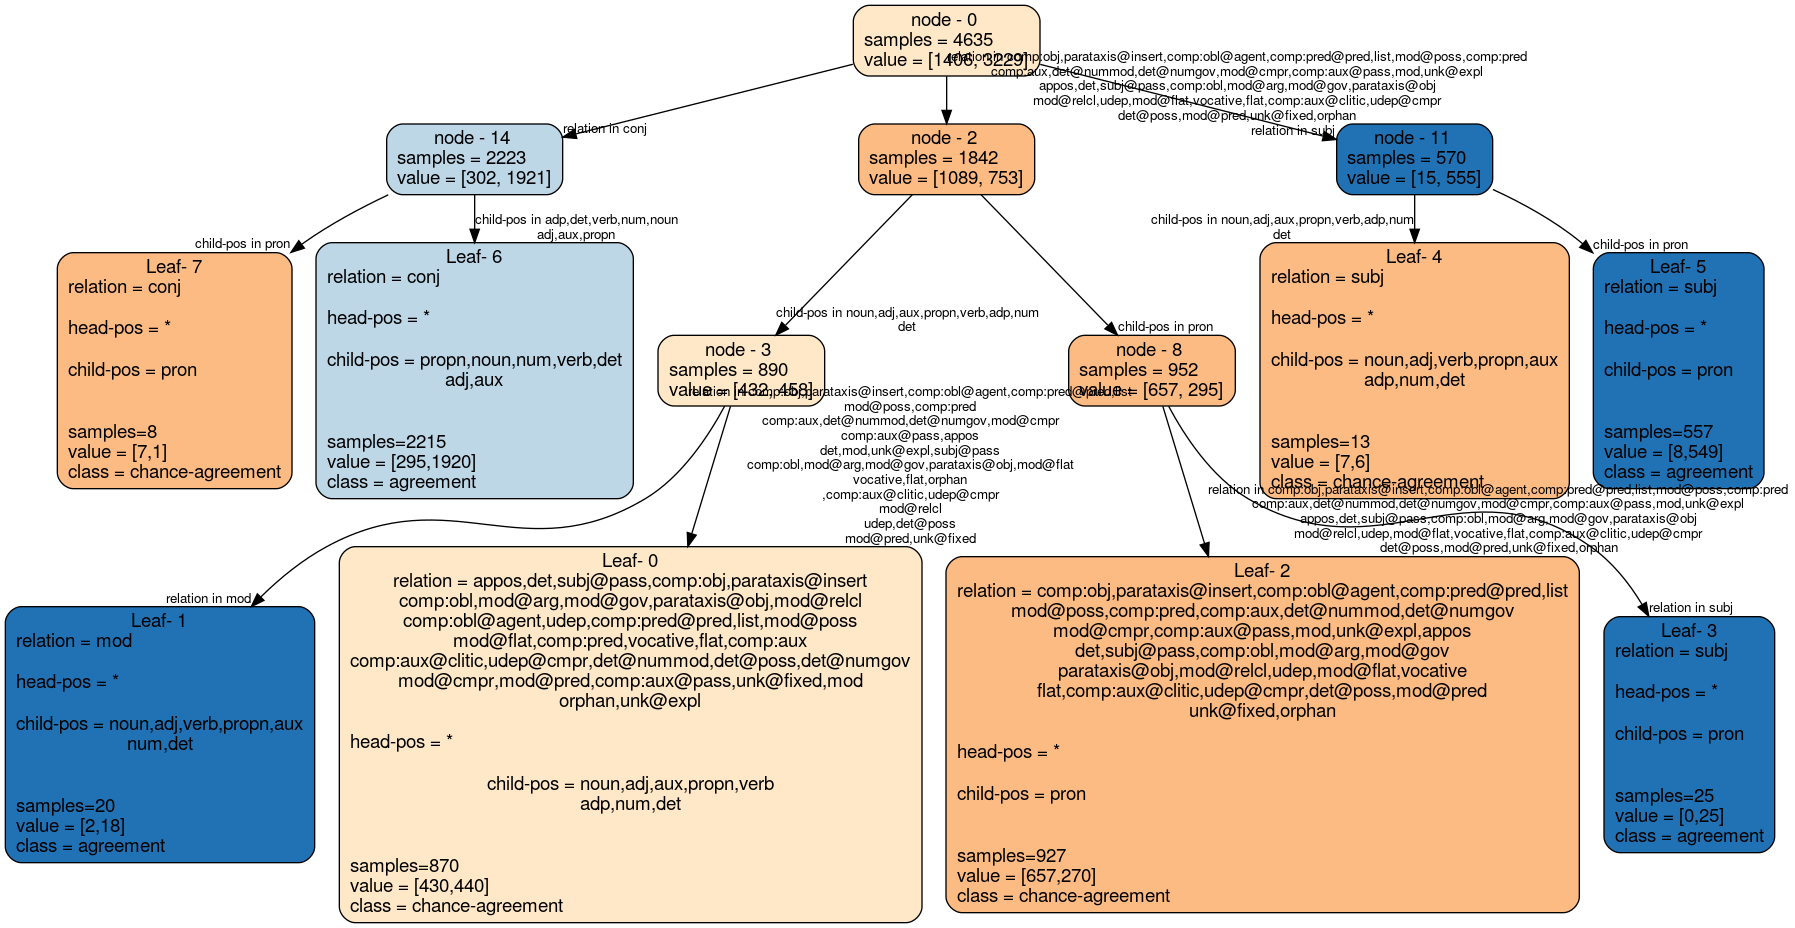 node - 0
samples = 4635
value = [1406, 3229]
relation in comp:obj,parataxis@insert,comp:obl@agent,comp:pred@pred,list,mod@poss,comp:pred
comp:aux,det@nummod,det@numgov,mod@cmpr,comp:aux@pass,mod,unk@expl
appos,det,subj@pass,comp:obl,mod@arg,mod@gov,parataxis@obj
mod@relcl,udep,mod@flat,vocative,flat,comp:aux@clitic,udep@cmpr
det@poss,mod@pred,unk@fixed,orphan
relation in conj
relation in subj
node - 14
samples = 2223
value = [302, 1921]
node - 2
samples = 1842
value = [1089, 753]
node - 11
samples = 570
value = [15, 555]
child-pos in pron
child-pos in adp,det,verb,num,noun
adj,aux,propn
child-pos in noun,adj,aux,propn,verb,adp,num
det
child-pos in pron
Leaf- 7
relation = conj
head-pos = *
child-pos = pron
samples=8
value = [7,1]
class = chance-agreement
Leaf- 6
relation = conj
head-pos = *
child-pos = propn,noun,num,verb,det
adj,aux
samples=2215
value = [295,1920]
class = agreement
child-pos in noun,adj,aux,propn,verb,adp,num
det
child-pos in pron
node - 3
samples = 890
value = [432, 458]
node - 8
samples = 952
value = [657, 295]
Leaf- 4
relation = subj
head-pos = *
child-pos = noun,adj,verb,propn,aux
adp,num,det
samples=13
value = [7,6]
class = chance-agreement
Leaf- 5
relation = subj
head-pos = *
child-pos = pron
samples=557
value = [8,549]
class = agreement
relation in comp:obj,parataxis@insert,comp:obl@agent,comp:pred@pred,list
mod@poss,comp:pred
comp:aux,det@nummod,det@numgov,mod@cmpr
comp:aux@pass,appos
det,mod,unk@expl,subj@pass
comp:obl,mod@arg,mod@gov,parataxis@obj,mod@flat
vocative,flat,orphan
,comp:aux@clitic,udep@cmpr
mod@relcl
udep,det@poss
mod@pred,unk@fixed
relation in mod
relation in comp:obj,parataxis@insert,comp:obl@agent,comp:pred@pred,list,mod@poss,comp:pred
comp:aux,det@nummod,det@numgov,mod@cmpr,comp:aux@pass,mod,unk@expl
appos,det,subj@pass,comp:obl,mod@arg,mod@gov,parataxis@obj
mod@relcl,udep,mod@flat,vocative,flat,comp:aux@clitic,udep@cmpr
det@poss,mod@pred,unk@fixed,orphan
relation in subj
Leaf- 1
relation = mod
head-pos = *
child-pos = noun,adj,verb,propn,aux
num,det
samples=20
value = [2,18]
class = agreement
Leaf- 0
relation = appos,det,subj@pass,comp:obj,parataxis@insert
comp:obl,mod@arg,mod@gov,parataxis@obj,mod@relcl
comp:obl@agent,udep,comp:pred@pred,list,mod@poss
mod@flat,comp:pred,vocative,flat,comp:aux
comp:aux@clitic,udep@cmpr,det@nummod,det@poss,det@numgov
mod@cmpr,mod@pred,comp:aux@pass,unk@fixed,mod
orphan,unk@expl
head-pos = *
child-pos = noun,adj,aux,propn,verb
adp,num,det
samples=870
value = [430,440]
class = chance-agreement
Leaf- 2
relation = comp:obj,parataxis@insert,comp:obl@agent,comp:pred@pred,list
mod@poss,comp:pred,comp:aux,det@nummod,det@numgov
mod@cmpr,comp:aux@pass,mod,unk@expl,appos
det,subj@pass,comp:obl,mod@arg,mod@gov
parataxis@obj,mod@relcl,udep,mod@flat,vocative
flat,comp:aux@clitic,udep@cmpr,det@poss,mod@pred
unk@fixed,orphan
head-pos = *
child-pos = pron
samples=927
value = [657,270]
class = chance-agreement
Leaf- 3
relation = subj
head-pos = *
child-pos = pron
samples=25
value = [0,25]
class = agreement